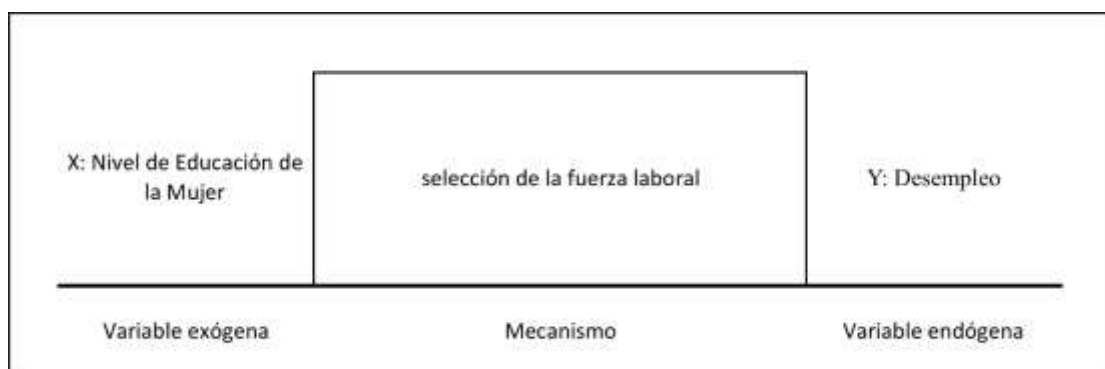 X: Nivel de Educación de
la Mujer
selección de la fuerza laboral
Y: Desempleo
Variable exógena
Mecanismo
Variable endógena